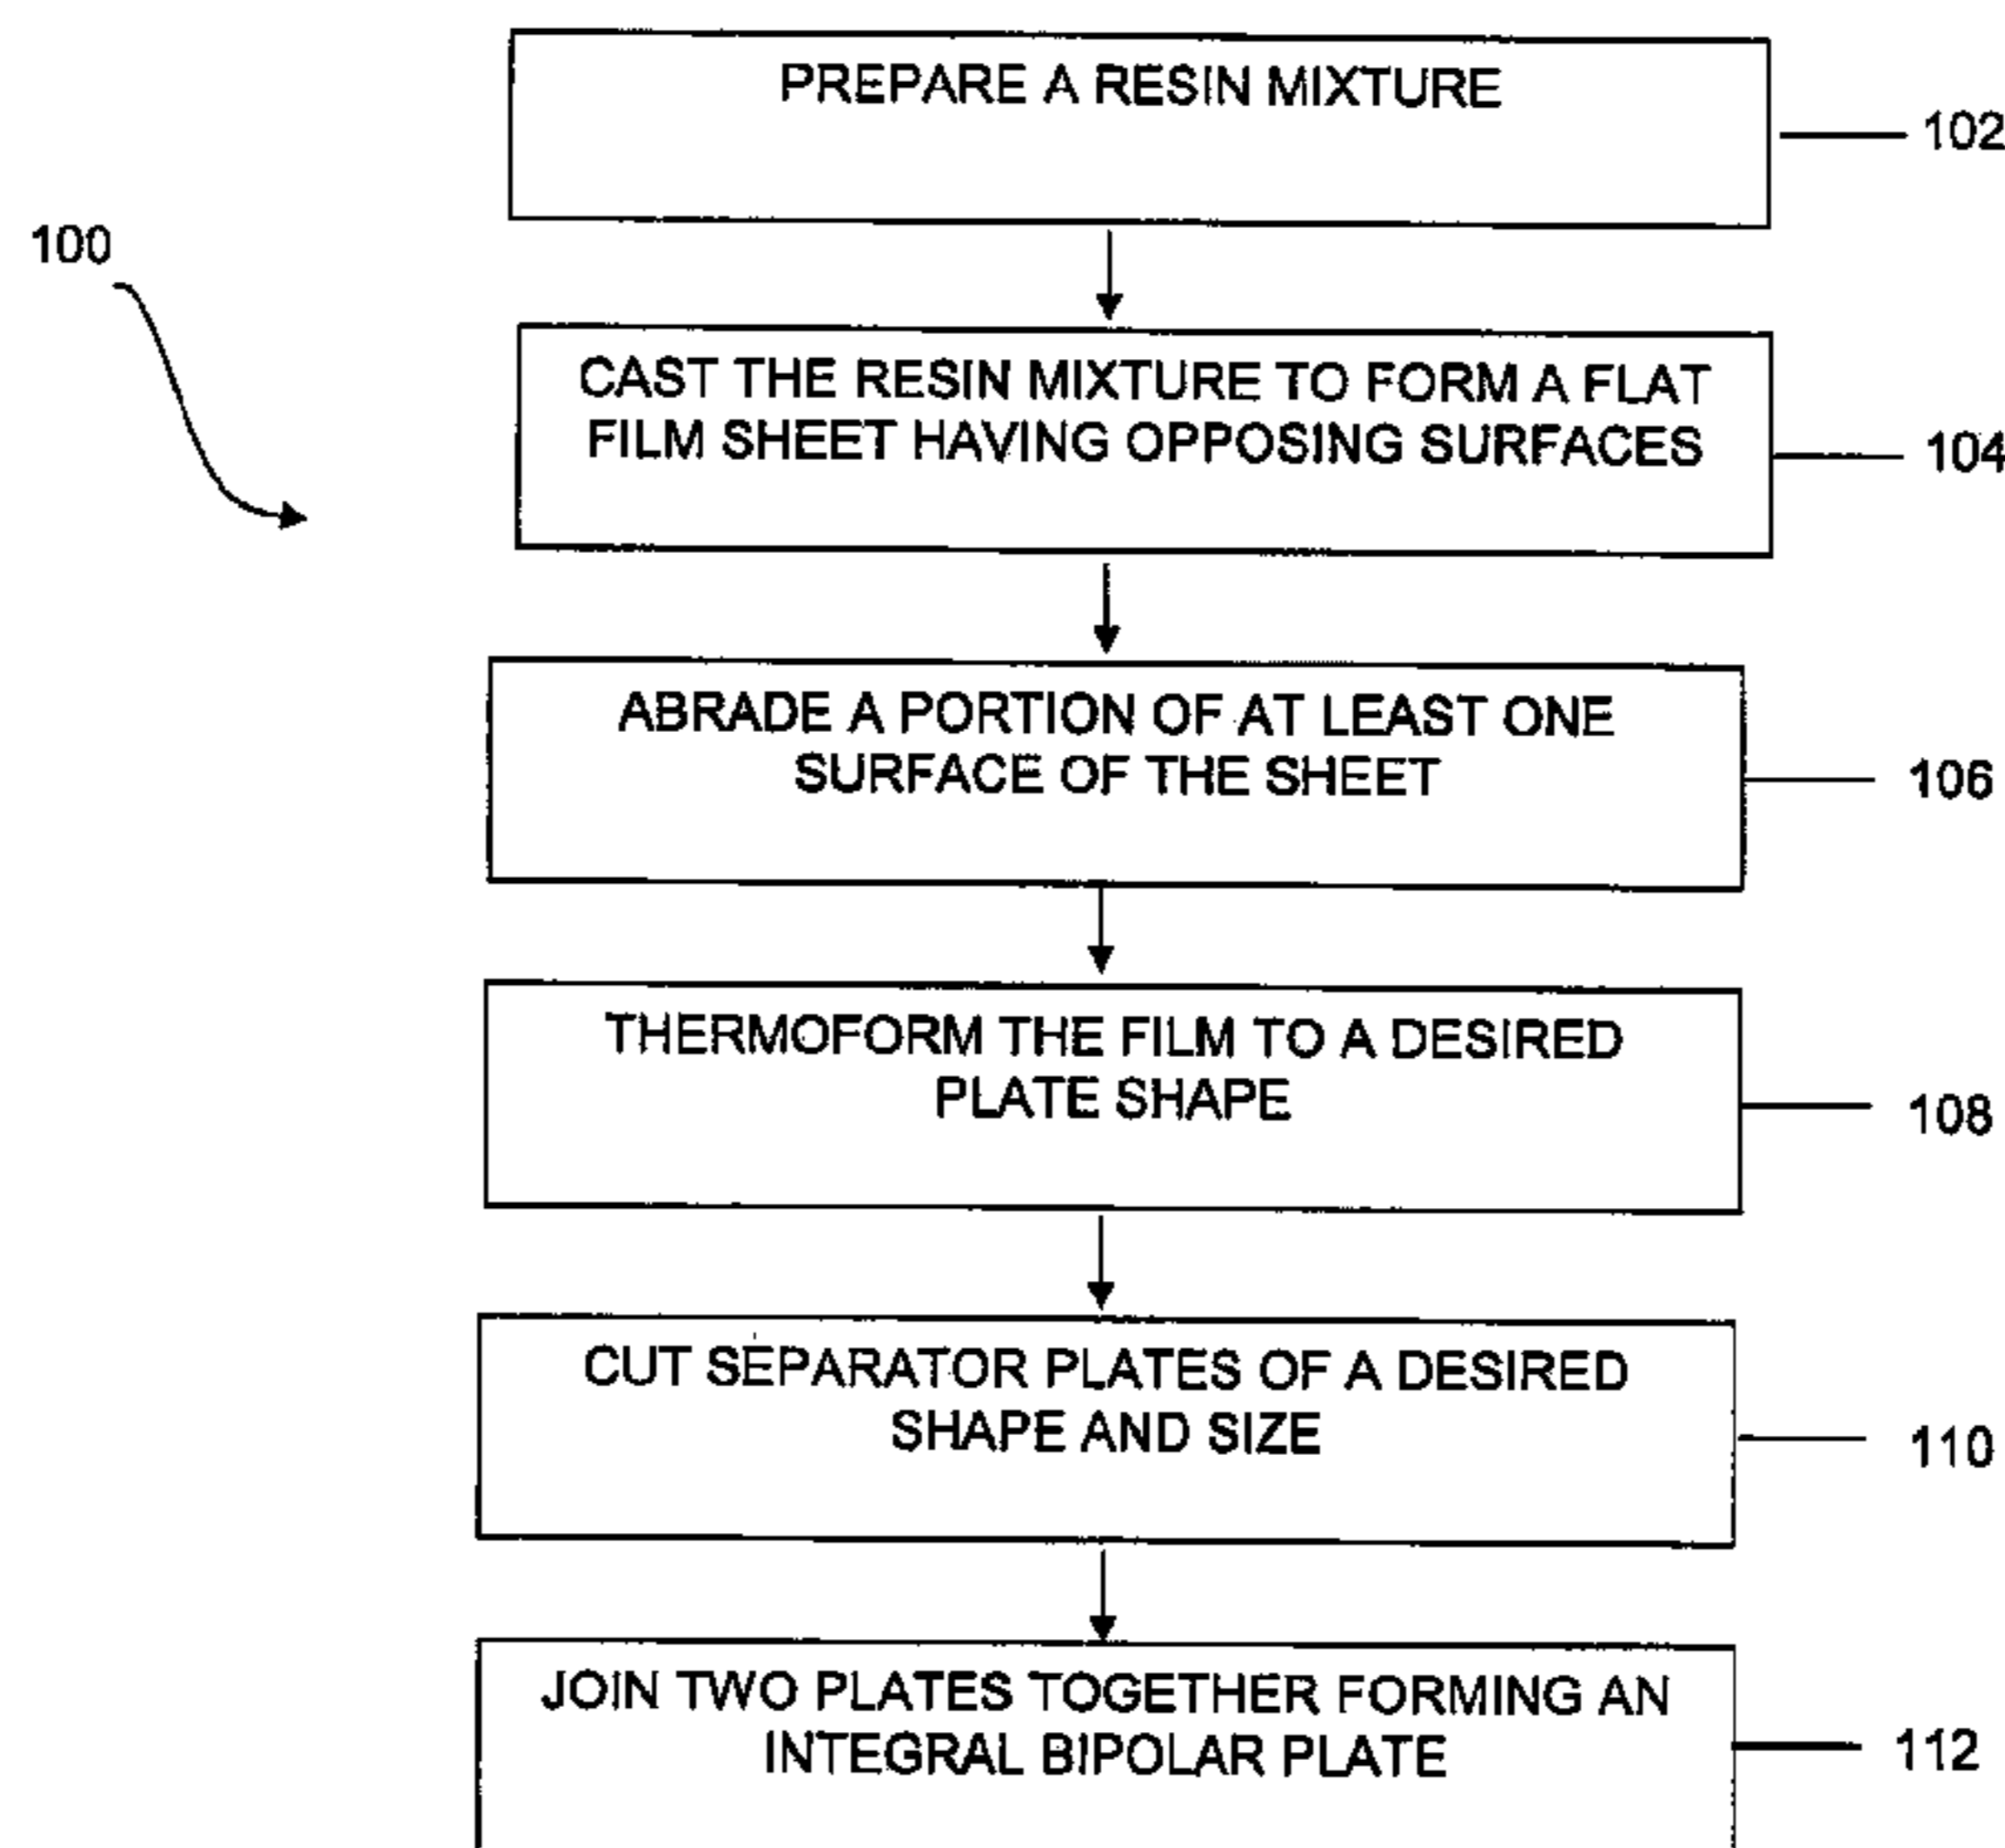 PREPARE A RESIN MIXTURE
102
100
CAST THE RESIN MIXTURE TO FORM A FLAT
FILM SHEET HAVING OPPOSING SURFACES
104
ABRADE A PORTION OF AT LEAST ONE
SURFACE OF THE SHEET
106
THERMOFORM THE FILM TO A DESIRED
PLATE SHAPE
108
CUT SEPARATOR PLATES OF A DESIRED
SHAPE AND SIZE
110
JOIN TWO PLATES TOGETHER FORMING AN
INTEGRAL BIPOLAR PLATE
112